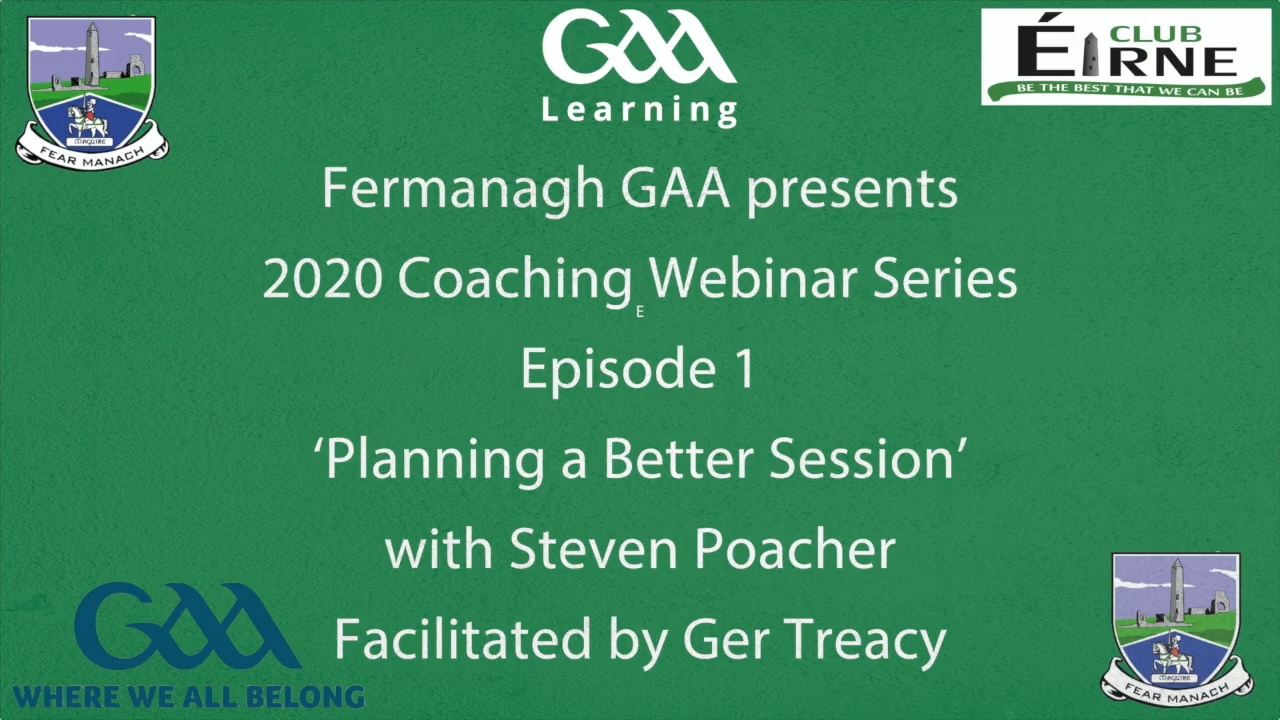 GAA
Learning
CLUB
ÉIRNE
BE THE BEST THAT WE CAN BE
MAGUIRE
FEAR MANACH
Fermanagh GAA presents
2020 Coaching Webinar Series
E
Episode 1
‘Planning a Better Session’
with Steven Poacher
Facilitated by Ger Treacy
GAA
WHERE WE ALL BELONG
MAGUIRE
FEAR MANACH